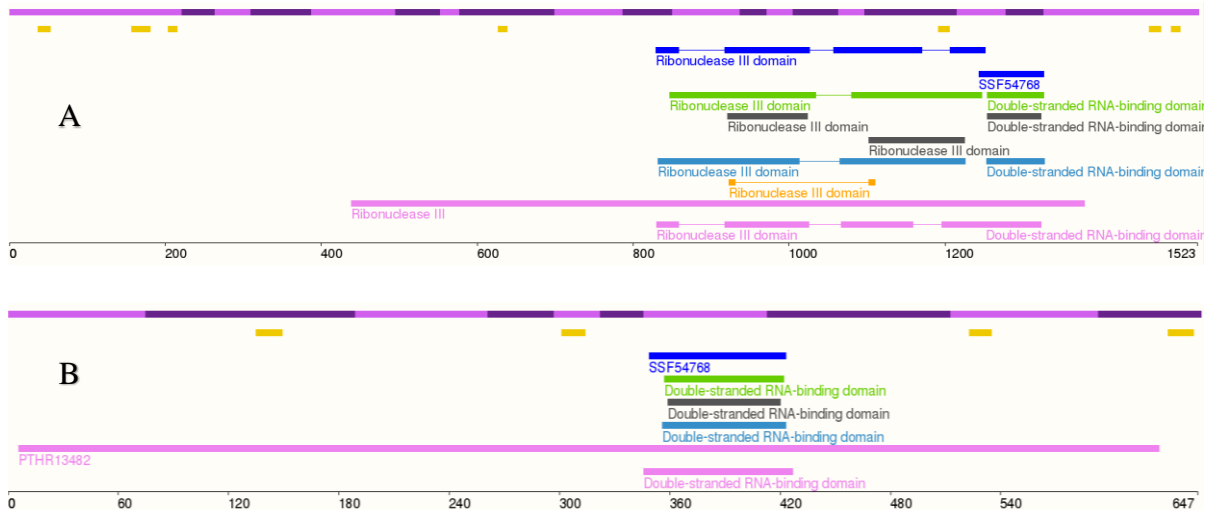 Ribonuclease III domain
SSF54768
Ribonuclease III domain Double-stranded RNA-binding domain
A
Ribonuclease III domain Double-stranded RNA-binding domain
Ribonuclease III domain
Ribonuclease III domain Double-stranded RNA-binding domain
Ribonuclease III domain
Ribonuclease III
Ribonuclease III domain Double-stranded RNA-binding domain
0 200 400 600 800 1000 1200 1523
SSF54768
B
Double-stranded RNA-binding domain
Double-stranded RNA-binding domain
Double-stranded RNA-binding domain
PTHR13482
Double-stranded RNA-binding domain
0 60 120 180 240 300 360 420 480 540 647